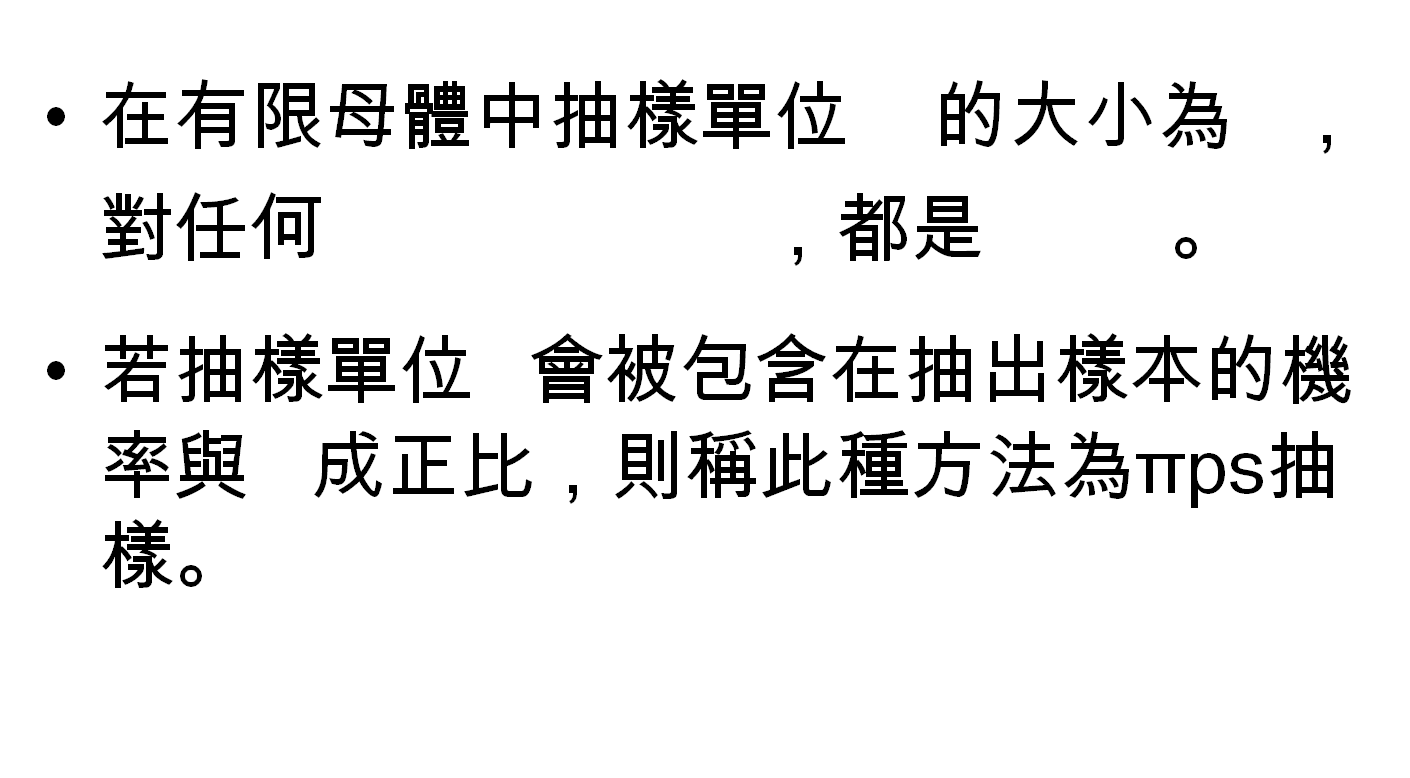 • 在有限母體中抽樣單位 的大小為 ,
對任何 , 都是 。
• 若抽樣單位 會被包含在抽出樣本的機
率與 成正比 , 則稱此種方法為πps抽
樣。